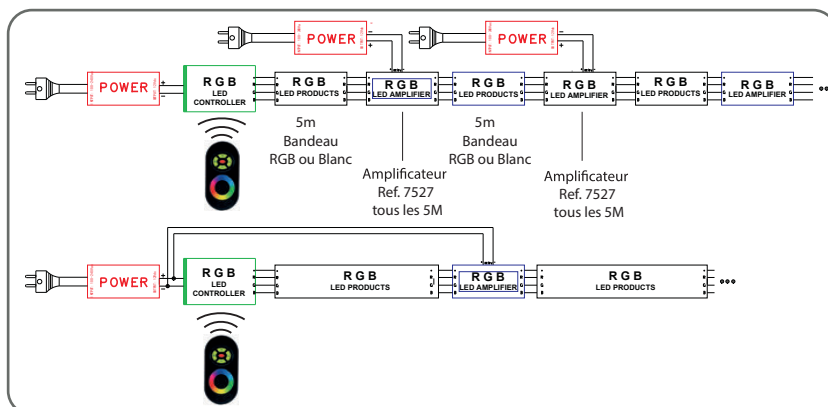 POWER
POWER
POWER
RGB
LED
CONTROLLER
RGB
LED PRODUCTS
RGB
LED AMPLIFIER
RGB
LED PRODUCTS
RGB
LED AMPLIFIER
RGB
LED PRODUCTS
RGB
LED AMPLIFIER
5m
Bandeau
RGB ou Blanc
Amplificateur
Ref. 7527
tous les 5M
5m
Bandeau
RGB ou Blanc
Amplificateur
Ref. 7527
tous les 5M
POWER
RGB
LED
CONTROLLER
RGB
LED PRODUCTS
RGB
LED AMPLIFIER
RGB
LED PRODUCTS